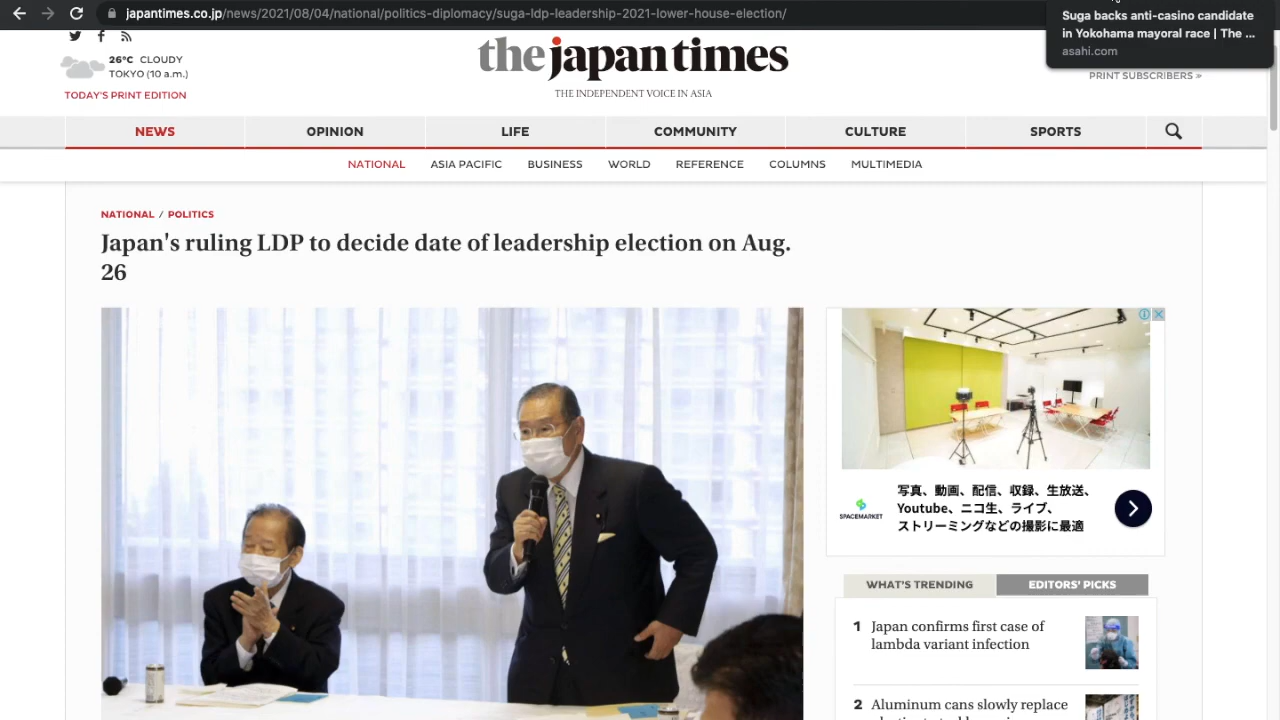 japantimes.co.jp/news/2021/08/04/national/politics-diplomacy/suga-ldp-leadership-2021-lower-house-election/
Suga backs anti-casino candidate
in Yokohama mayoral race | The ...
asahi.com
26°C CLOUDY
TOKYO (10 a.m.)
TODAY'S PRINT EDITION
the japan times
THE INDEPENDENT VOICE IN ASIA
PRINT SUBSCRIBERS »
NEWS OPINION LIFE COMMUNITY CULTURE SPORTS
NATIONAL ASIA PACIFIC BUSINESS WORLD REFERENCE COLUMNS MULTIMEDIA
NATIONAL / POLITICS
Japan's ruling LDP to decide date of leadership election on Aug.
26
写真、動画、配信、収録、生放送、
Youtube、ニコ生、ライブ、
ストリーミングなどの撮影に最適
SPACEMARKET
WHAT'S TRENDING EDITORS' PICKS
1 Japan confirms first case of
lambda variant infection
2 Aluminum cans slowly replace